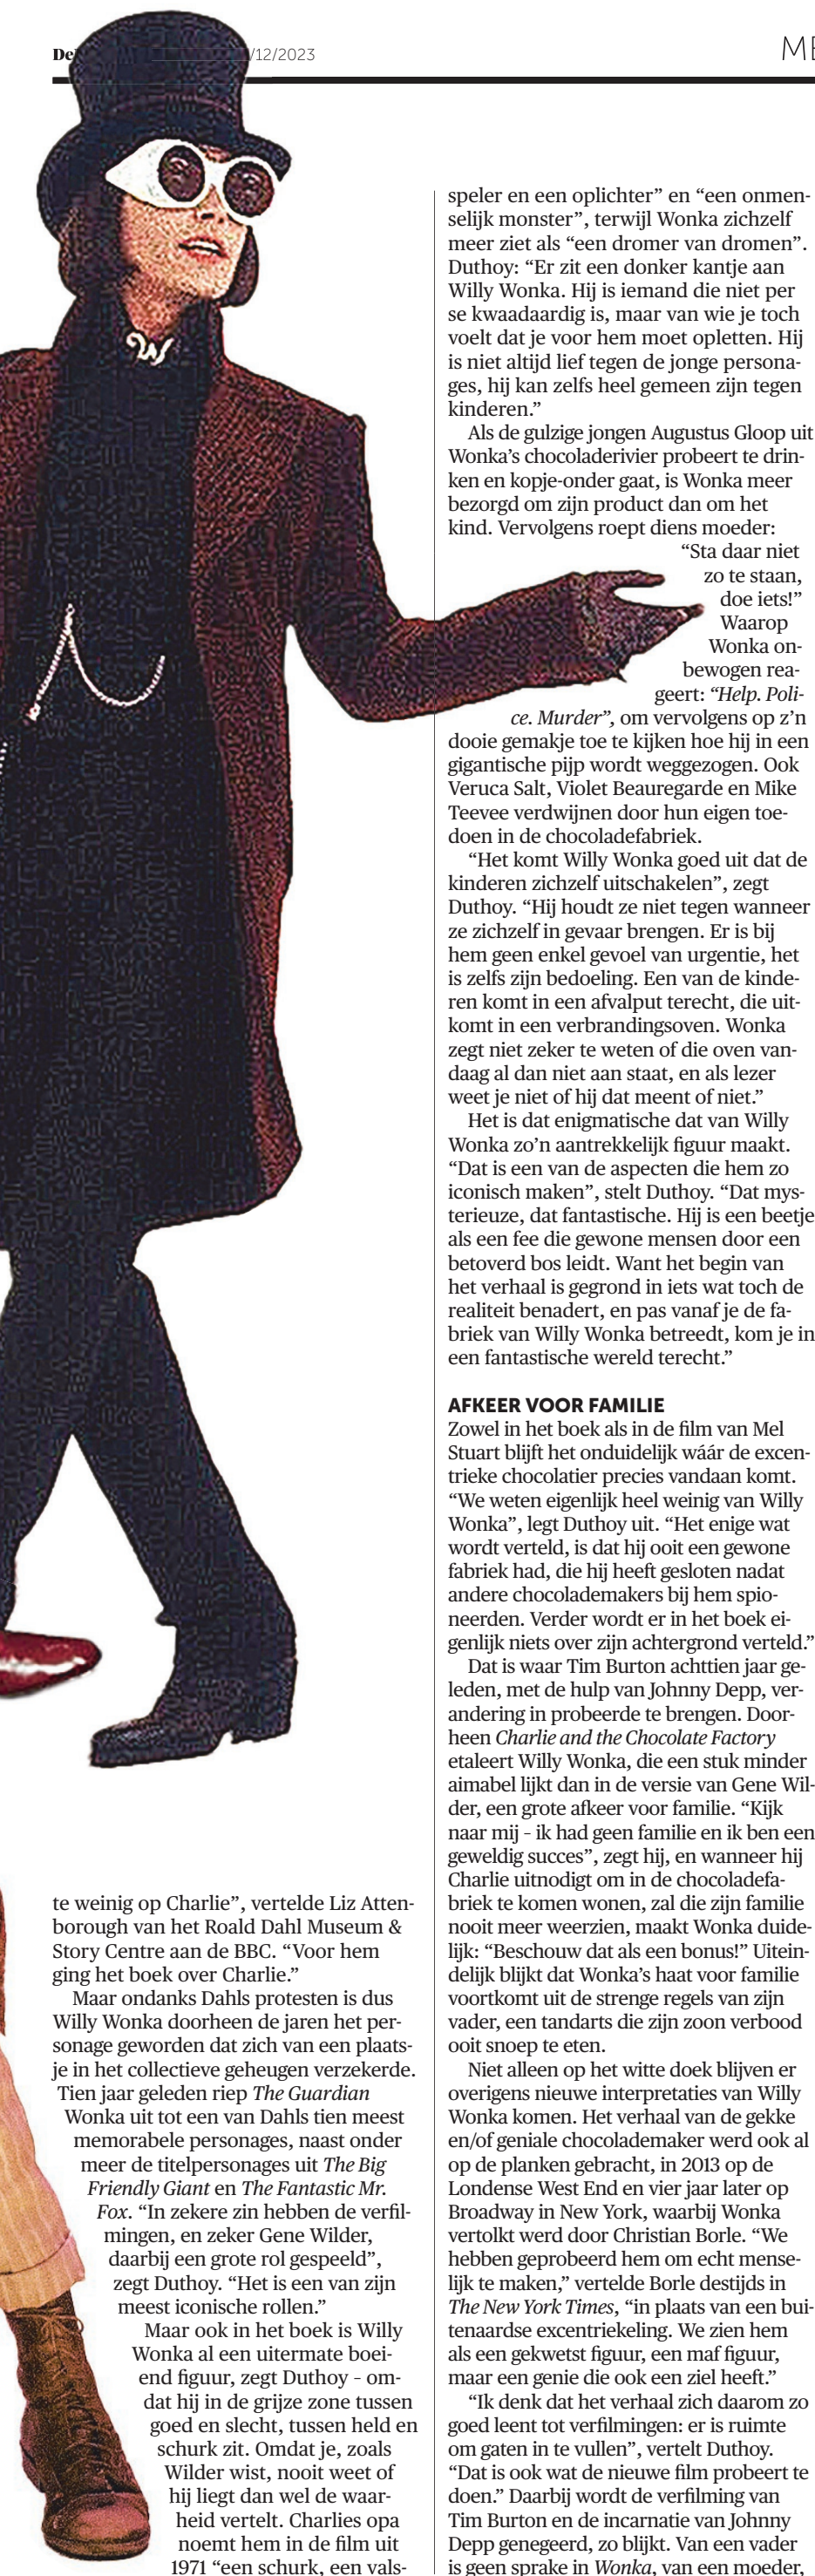 De
/12/2023
te weinig op Charlie”, vertelde Liz Atten-
borough van het Roald Dahl Museum &
Story Centre aan de BBC. “Voor hem
ging het boek over Charlie.”
Maar ondanks Dahls protesten is dus
Willy Wonka doorheen de jaren het per-
sonage geworden dat zich van een plaats-
je in het collectieve geheugen verzekerde.
Tien jaar geleden riep The Guardian
Wonka uit tot een van Dahls tien meest
memorabele personages, naast onder
meer de titelpersonages uit The Big
Friendly Giant en The Fantastic Mr.
Fox. “In zekere zin hebben de verfil-
mingen, en zeker Gene Wilder,
daarbij een grote rol gespeeld”,
zegt Duthoy. “Het is een van zijn
meest iconische rollen.”
Maar ook in het boek is Willy
Wonka al een uitermate boei-
end figuur, zegt Duthoy – om-
dat hij in de grijze zone tussen
goed en slecht, tussen held en
schurk zit. Omdat je, zoals
Wilder wist, nooit weet of
hij liegt dan wel de waar-
heid vertelt. Charlies opa
noemt hem in de film uit
1971 “een schurk, een vals-
speler en een oplichter” en “een onmen-
selijk monster”, terwijl Wonka zichzelf
meer ziet als “een dromer van dromen”.
Duthoy: “Er zit een donker kantje aan
Willy Wonka. Hij is iemand die niet per
se kwaadaardig is, maar van wie je toch
voelt dat je voor hem moet opletten. Hij
is niet altijd lief tegen de jonge persona-
ges, hij kan zelfs heel gemeen zijn tegen
kinderen.”
Als de gulzige jongen Augustus Gloop uit
Wonka’s chocoladerivier probeert te drin-
ken en kopje-onder gaat, is Wonka meer
bezorgd om zijn product dan om het
kind. Vervolgens roept diens moeder:
“Sta daar niet
zo te staan,
doe iets!”
Waarop
Wonka on-
bewogen rea-
geert: “Help. Poli-
ce. Murder”, om vervolgens op z’n
dooie gemakje toe te kijken hoe hij in een
gigantische pijp wordt weggezogen. Ook
Veruca Salt, Violet Beauregarde en Mike
Teevee verdwijnen door hun eigen toe-
doen in de chocoladefabriek.
“Het komt Willy Wonka goed uit dat de
kinderen zichzelf uitschakelen”, zegt
Duthoy. “Hij houdt ze niet tegen wanneer
ze zichzelf in gevaar brengen. Er is bij
hem geen enkel gevoel van urgentie, het
is zelfs zijn bedoeling. Een van de kinde-
ren komt in een afvalput terecht, die uit-
komt in een verbrandingsoven. Wonka
zegt niet zeker te weten of die oven van-
daag al dan niet aan staat, en als lezer
weet je niet of hij dat meent of niet.”
Het is dat enigmatische dat van Willy
Wonka zo’n aantrekkelijk figuur maakt.
“Dat is een van de aspecten die hem zo
iconisch maken”, stelt Duthoy. “Dat mys-
terieuze, dat fantastische. Hij is een beetje
als een fee die gewone mensen door een
betoverd bos leidt. Want het begin van
het verhaal is gegrond in iets wat toch de
realiteit benadert, en pas vanaf je de fa-
briek van Willy Wonka betreedt, kom je in
een fantastische wereld terecht.”
AFKEER VOOR FAMILIE
Zowel in het boek als in de film van Mel
Stuart blijft het onduidelijk wáár de excen-
trieke chocolatier precies vandaan komt.
“We weten eigenlijk heel weinig van Willy
Wonka”, legt Duthoy uit. “Het enige wat
wordt verteld, is dat hij ooit een gewone
fabriek had, die hij heeft gesloten nadat
andere chocolademakers bij hem spio-
neerden. Verder wordt er in het boek ei-
genlijk niets over zijn achtergrond verteld.”
Dat is waar Tim Burton achttien jaar ge-
leden, met de hulp van Johnny Depp, ver-
andering in probeerde te brengen. Door-
heen Charlie and the Chocolate Factory
etaleert Willy Wonka, die een stuk minder
aimabel lijkt dan in de versie van Gene Wil-
der, een grote afkeer voor familie. “Kijk
naar mij – ik had geen familie en ik ben een
geweldig succes”, zegt hij, en wanneer hij
Charlie uitnodigt om in de chocoladefa-
briek te komen wonen, zal die zijn familie
nooit meer weerzien, maakt Wonka duide-
lijk: “Beschouw dat als een bonus!” Uitein-
delijk blijkt dat Wonka’s haat voor familie
voortkomt uit de strenge regels van zijn
vader, een tandarts die zijn zoon verbood
ooit snoep te eten.
Niet alleen op het witte doek blijven er
overigens nieuwe interpretaties van Willy
Wonka komen. Het verhaal van de gekke
en/of geniale chocolademaker werd ook al
op de planken gebracht, in 2013 op de
Londense West End en vier jaar later op
Broadway in New York, waarbij Wonka
vertolkt werd door Christian Borle. “We
hebben geprobeerd hem om echt mense-
lijk te maken,” vertelde Borle destijds in
The New York Times, “in plaats van een bui-
tenaardse excentriekeling. We zien hem
als een gekwetst figuur, een maf figuur,
maar een genie die ook een ziel heeft.”
“Ik denk dat het verhaal zich daarom zo
goed leent tot verfilmingen: er is ruimte
om gaten in te vullen”, vertelt Duthoy.
“Dat is ook wat de nieuwe film probeert te
doen.” Daarbij wordt de verfilming van
Tim Burton en de incarnatie van Johnny
Depp genegeerd, zo blijkt. Van een vader
is geen sprake in Wonka, van een moeder,